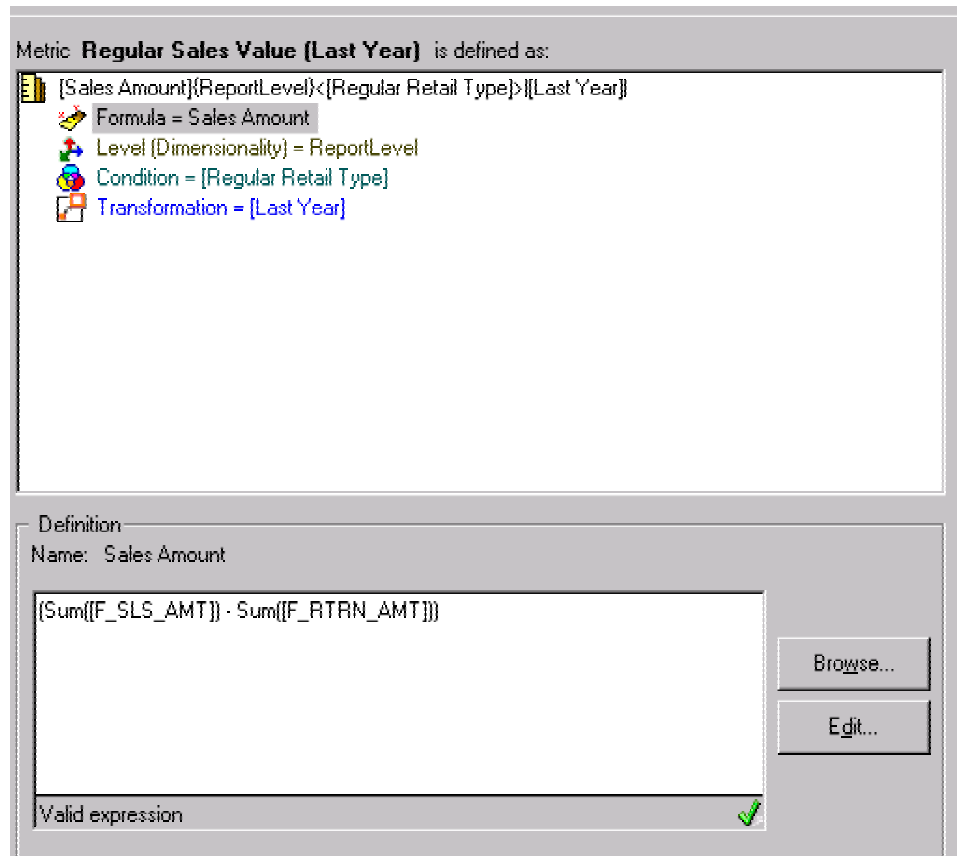 Metric Regular Sales Value (Last Year) is defined as:
[Sales Amount]{ReportLevel}<[Regular Retail Type]>|[Last Year]|
Formula = Sales Amount
Level (Dimensionality) = ReportLevel
Condition = [Regular Retail Type]
Transformation = [Last Year]
Definition
Name: Sales Amount
(Sum([F_SLS_AMT]) - Sum([F_RTRN_AMT]))
Browse...
Edit...
Valid expression